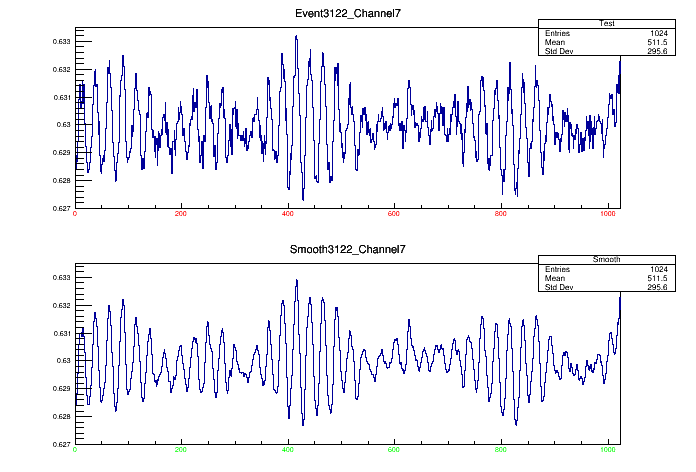 Event3122_Channel7
Test
Entries 1024
Mean 511.5
Std Dev 295.6
0.633
0.632
0.631
0.63
0.629
0.628
0.627
0 200 400 600 800 1000
Smooth3122_Channel7
Smooth
Entries 1024
Mean 511.5
Std Dev 295.6
0.633
0.632
0.631
0.63
0.629
0.628
0.627
0 200 400 600 800 1000